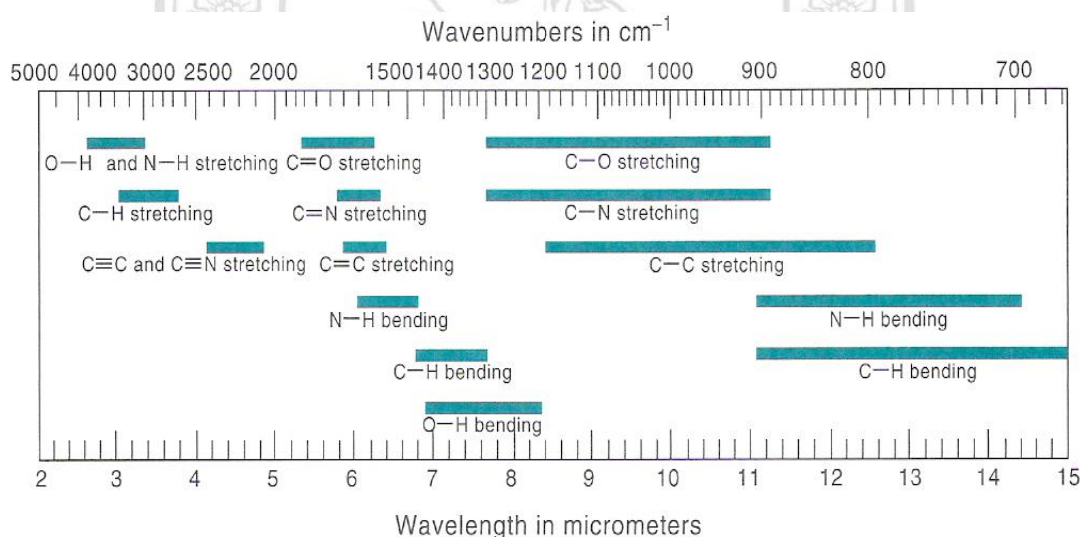 Wavenumbers in cm⁻¹
5000 4000 3000 2500 2000 1500 1400 1300 1200 1100 1000 900 800 700
O—H and N—H stretching C=O stretching C—O stretching
C—H stretching C=N stretching C—N stretching
C≡C and C≡N stretching C=C stretching C—C stretching
N—H bending N—H bending
C—H bending C—H bending
O—H bending
2 3 4 5 6 7 8 9 10 11 12 13 14 15
Wavelength in micrometers